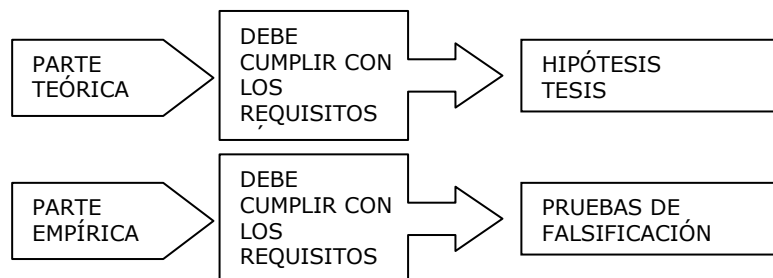 PARTE
TEÓRICA
DEBE
CUMPLIR CON
LOS
REQUISITOS
HIPÓTESIS
TESIS
PARTE
EMPÍRICA
DEBE
CUMPLIR CON
LOS
REQUISITOS
PRUEBAS DE
FALSIFICACIÓN